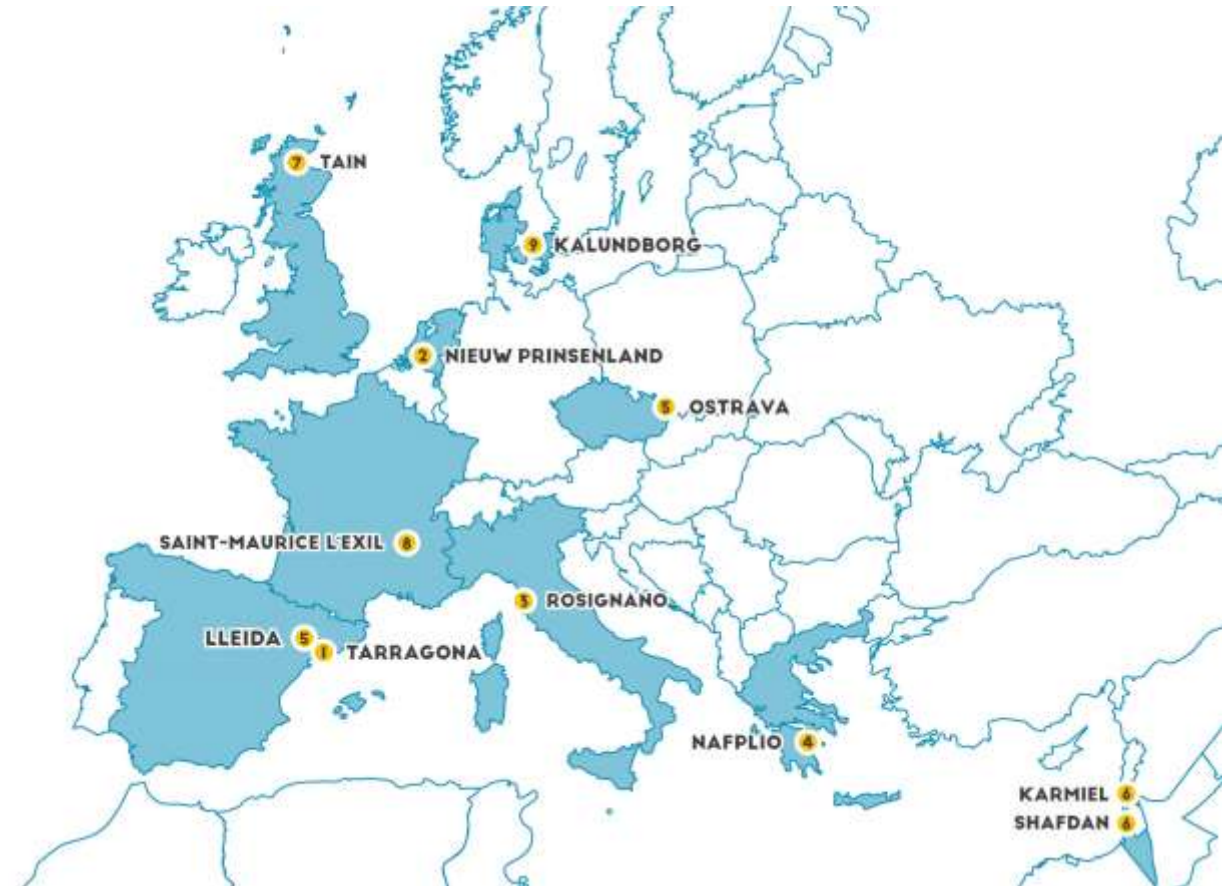 7 TAIN
9 KALUNDBORG
2 NIEUW PRINSENLAND
5 OSTRAVA
SAINT-MAURICE L'EXIL 8
3 ROSIGNANO
LLEIDA 5
1 TARRAGONA
NAFPLIO 4
KARMIEL 6
SHAFDAN 6